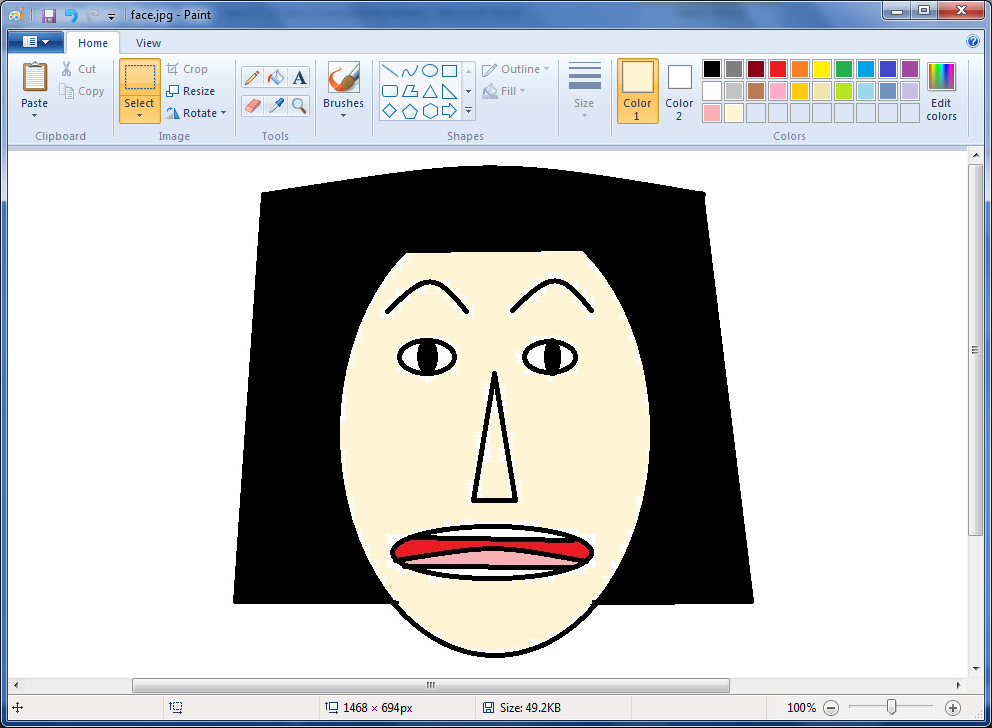 face.jpg - Paint
Home View
Paste
Cut
Copy
Clipboard
Select
Crop
Resize
Rotate
Image
A
Tools
Brushes
Outline
Fill
Shapes
Size
Color 1
Color 2
Edit colors
Colors
1468 × 694px
Size: 49.2KB
100%